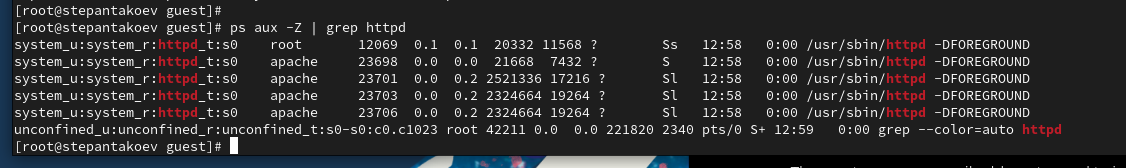 [root@stepantakoev guest]#
[root@stepantakoev guest]# ps aux -Z | grep httpd
system_u:system_r:httpd_t:s0    root       12069  0.1  0.1  20332 11568 ?        Ss   12:58   0:00 /usr/sbin/httpd -DFOREGROUND
system_u:system_r:httpd_t:s0    apache     23698  0.0  0.0  21668  7432 ?        S    12:58   0:00 /usr/sbin/httpd -DFOREGROUND
system_u:system_r:httpd_t:s0    apache     23701  0.0  0.2 2521336 17216 ?       Sl   12:58   0:00 /usr/sbin/httpd -DFOREGROUND
system_u:system_r:httpd_t:s0    apache     23703  0.0  0.2 2324664 19264 ?       Sl   12:58   0:00 /usr/sbin/httpd -DFOREGROUND
system_u:system_r:httpd_t:s0    apache     23706  0.0  0.2 2324664 19264 ?       Sl   12:58   0:00 /usr/sbin/httpd -DFOREGROUND
unconfined_u:unconfined_r:unconfined_t:s0-s0:c0.c1023 root 42211 0.0  0.0 221820 2340 pts/0 S+ 12:59   0:00 grep --color=auto httpd
[root@stepantakoev guest]#